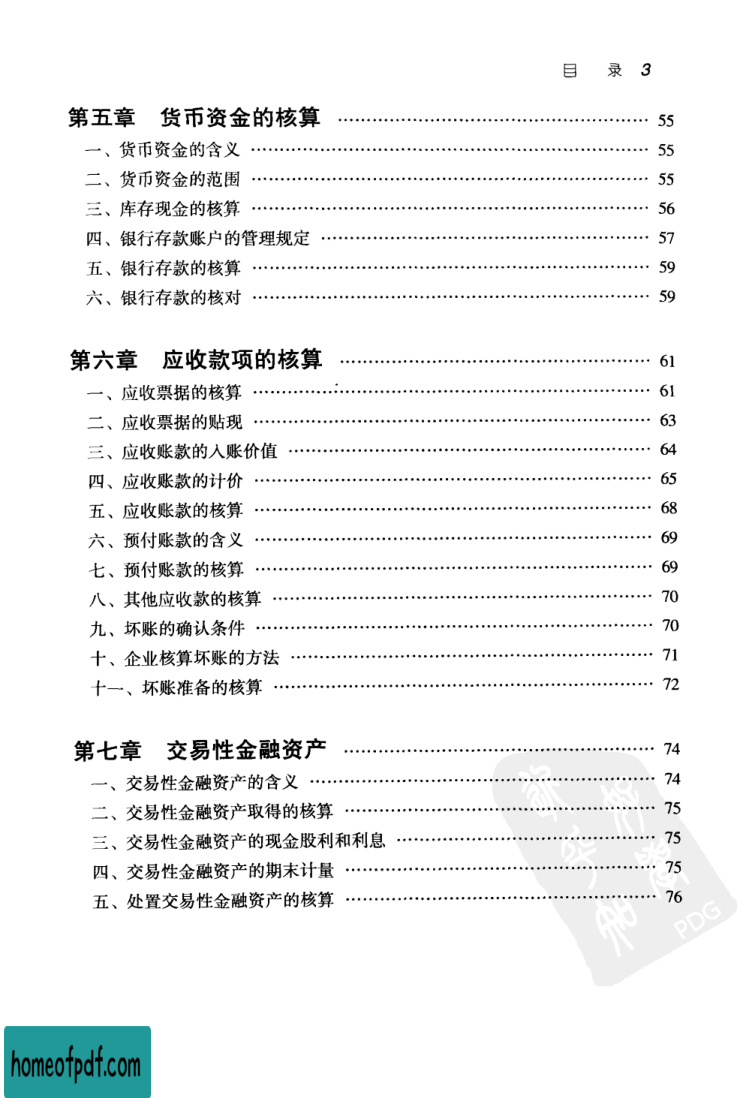 目 录 3
第五章 货币资金的核算 …… 55
一、货币资金的含义 …… 55
二、货币资金的范围 …… 55
三、库存现金的核算 …… 56
四、银行存款账户的管理规定 …… 57
五、银行存款的核算 …… 59
六、银行存款的核对 …… 59
第六章 应收款项的核算 …… 61
一、应收票据的核算 …… 61
二、应收票据的贴现 …… 63
三、应收账款的入账价值 …… 64
四、应收账款的计价 …… 65
五、应收账款的核算 …… 68
六、预付账款的含义 …… 69
七、预付账款的核算 …… 69
八、其他应收款的核算 …… 70
九、坏账的确认条件 …… 70
十、企业核算坏账的方法 …… 71
十一、坏账准备的核算 …… 72
第七章 交易性金融资产 …… 74
一、交易性金融资产的含义 …… 74
二、交易性金融资产取得的核算 …… 75
三、交易性金融资产的现金股利和利息 …… 75
四、交易性金融资产的期末计量 …… 75
五、处置交易性金融资产的核算 …… 76
PDG
homeofpdf.com